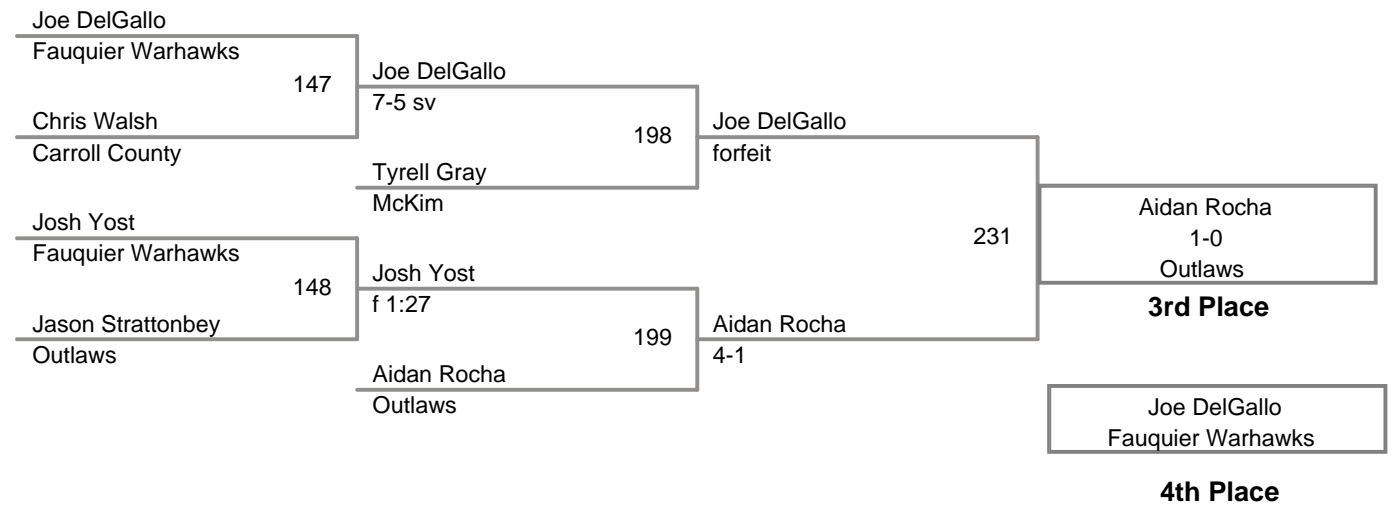 Joe DelGallo
Fauquier Warhawks
147
Joe DelGallo
7-5 sv
Chris Walsh
Carroll County
198
Joe DelGallo
forfeit
Tyrell Gray
McKim
Josh Yost
Fauquier Warhawks
148
Josh Yost
f 1:27
Jason Strattonbey
Outlaws
199
Aidan Rocha
4-1
Aidan Rocha
Outlaws
231
Aidan Rocha
1-0
Outlaws
3rd Place
Joe DelGallo
Fauquier Warhawks
4th Place